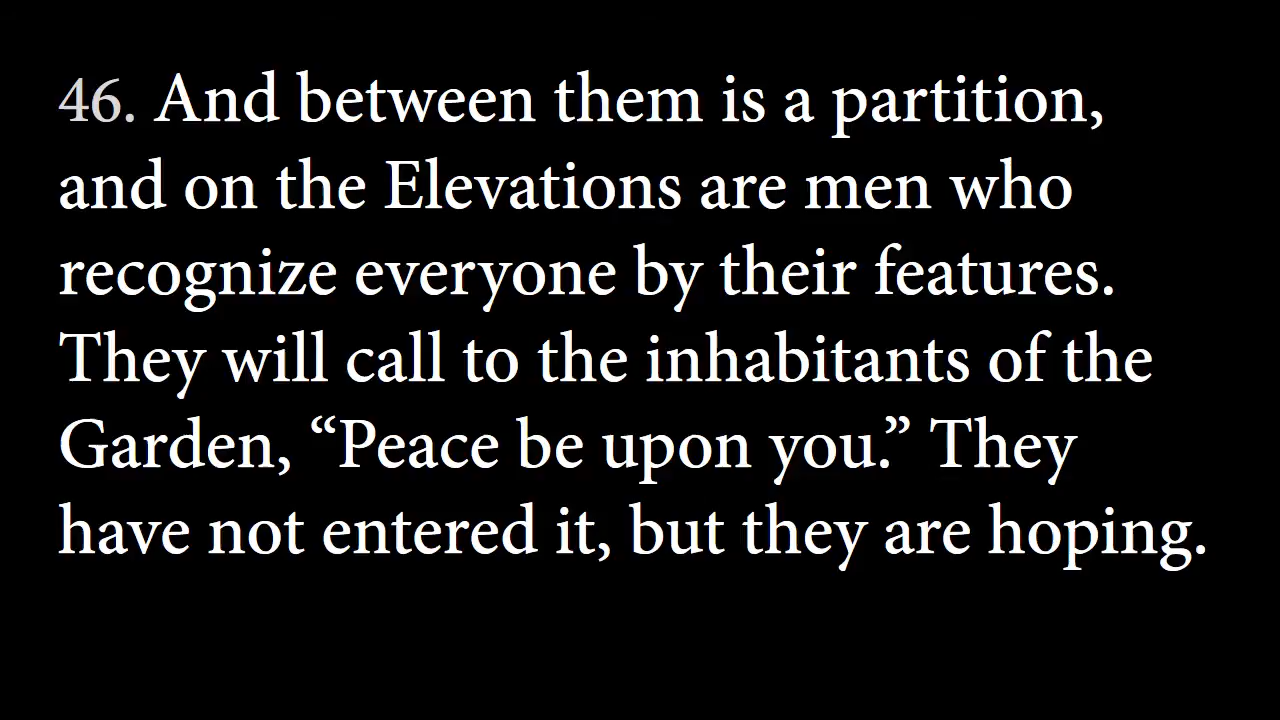 46. And between them is a partition,
and on the Elevations are men who
recognize everyone by their features.
They will call to the inhabitants of the
Garden, “Peace be upon you.” They
have not entered it, but they are hoping.